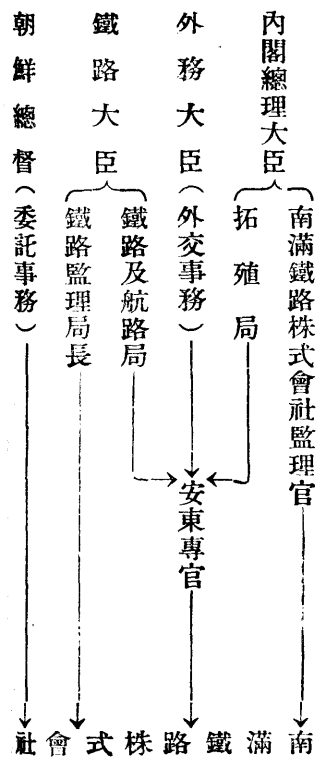 內閣總理大臣
南滿鐵路株式會社監理官
拓殖局
外務大臣（外交事務）
安東專官
鐵路大臣
鐵路及航路局
鐵路監理局長
朝鮮總督（委託事務）
南滿鐵路株式會社